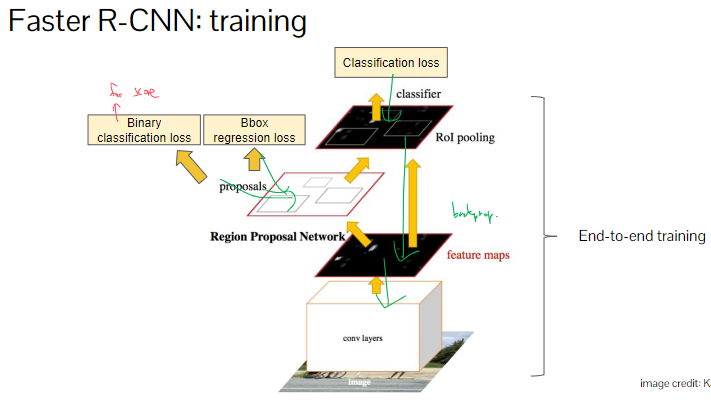 Faster R-CNN: training
Classification loss
classifier
for score
Binary
classification loss
Bbox
regression loss
RoI pooling
proposals
backprop.
Region Proposal Network
feature maps
End-to-end training
conv layers
image
image credit: K